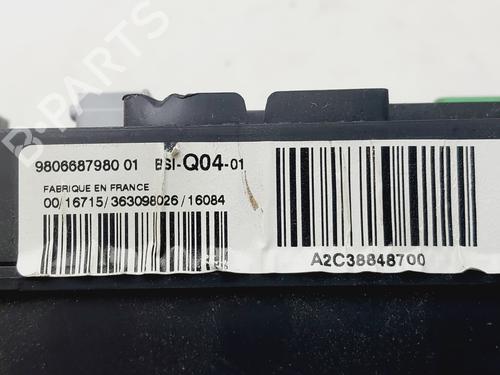 9806687980 01 BSI-Q04-01
FABRIQUE EN FRANCE
00/16715/363098026/16084
A2C38848700
B-PARTS